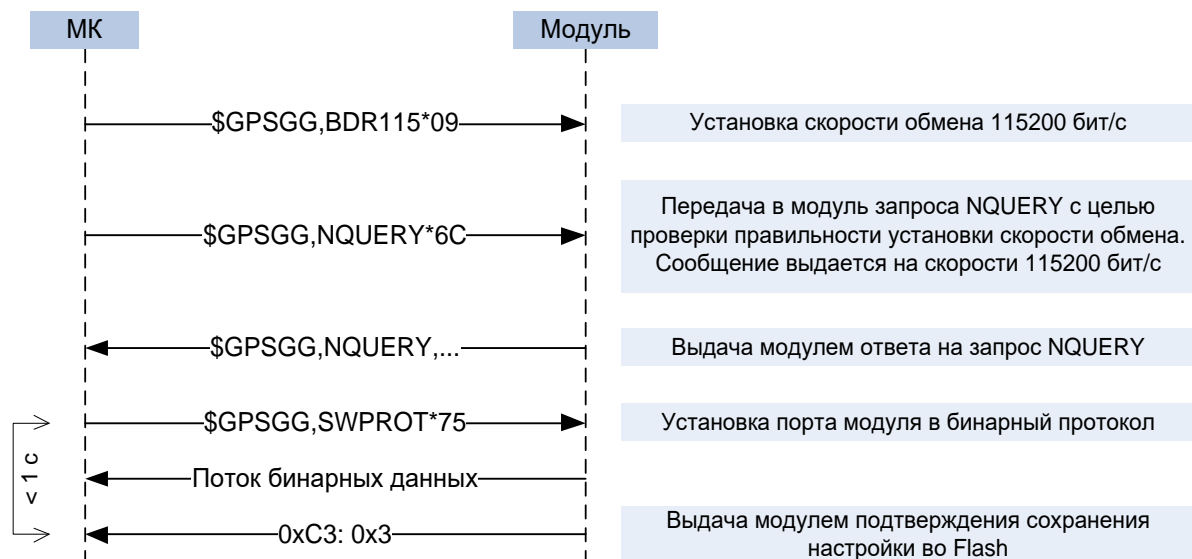 МК
Модуль
$GPSGG,BDR115*09
Установка скорости обмена 115200 бит/с
$GPSGG,NQUERY*6C
Передача в модуль запроса NQUERY с целью
проверки правильности установки скорости обмена.
Сообщение выдается на скорости 115200 бит/с
$GPSGG,NQUERY,...
Выдача модулем ответа на запрос NQUERY
$GPSGG,SWPROT*75
Установка порта модуля в бинарный протокол
< 1 с
Поток бинарных данных
0xC3: 0x3
Выдача модулем подтверждения сохранения
настройки во Flash